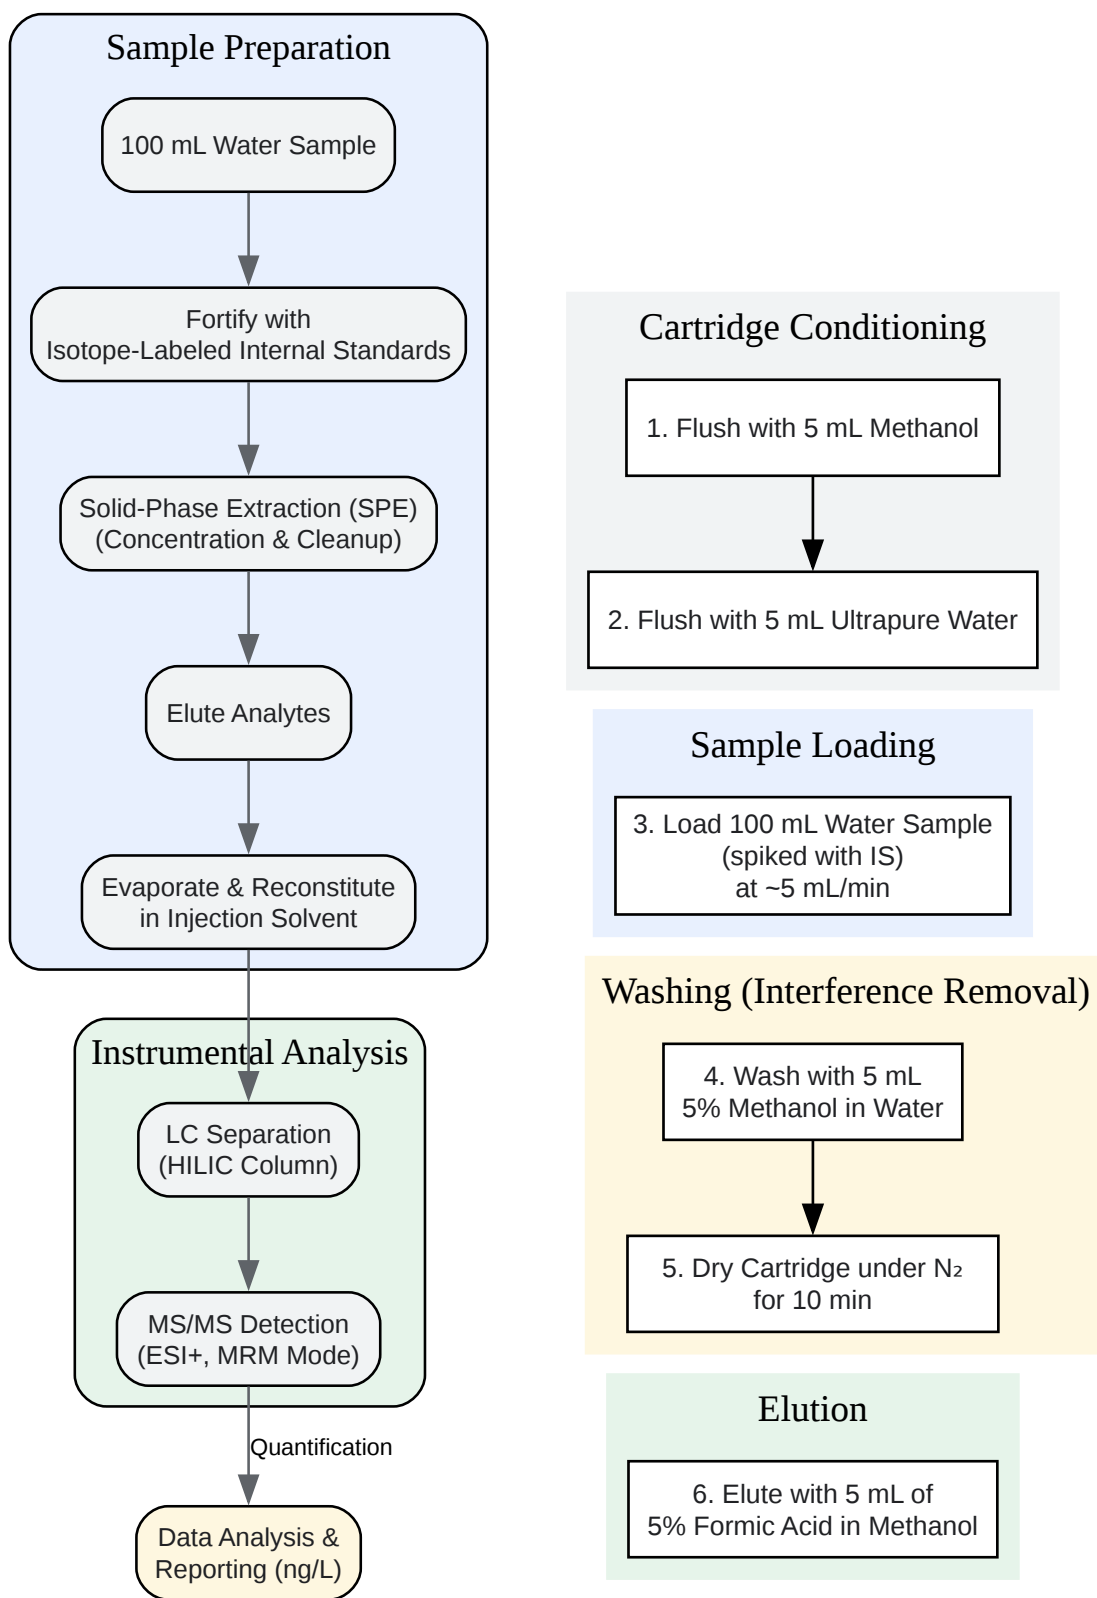 Sample Preparation
100 mL Water Sample
Fortify with
Isotope-Labeled Internal Standards
Solid-Phase Extraction (SPE)
(Concentration & Cleanup)
Elute Analytes
Evaporate & Reconstitute
in Injection Solvent
Instrumental Analysis
LC Separation
(HILIC Column)
MS/MS Detection
(ESI+, MRM Mode)
Quantification
Data Analysis &
Reporting (ng/L)
Cartridge Conditioning
1. Flush with 5 mL Methanol
2. Flush with 5 mL Ultrapure Water
Sample Loading
3. Load 100 mL Water Sample
(spiked with IS)
at ~5 mL/min
Washing (Interference Removal)
4. Wash with 5 mL
5% Methanol in Water
5. Dry Cartridge under N₂
for 10 min
Elution
6. Elute with 5 mL of
5% Formic Acid in Methanol